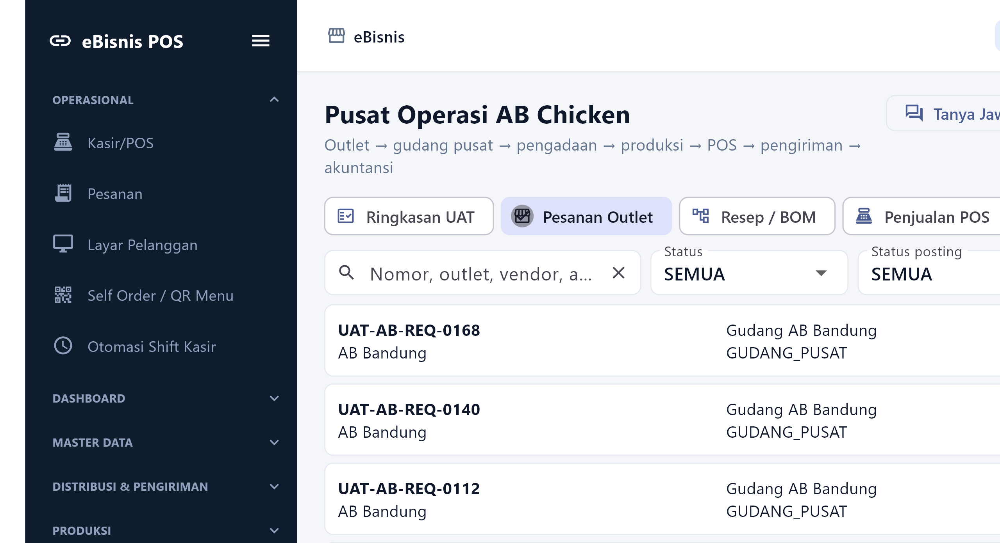 eBisnis POS
OPERASIONAL
Kasir/POS
Pesanan
Layar Pelanggan
Self Order / QR Menu
Otomasi Shift Kasir
DASHBOARD
MASTER DATA
DISTRIBUSI & PENGIRIMAN
PRODUKSI
eBisnis
Pusat Operasi AB Chicken
Tanya
Outlet → gudang pusat → pengadaan → produksi → POS → pengiriman →
akuntansi
Ringkasan UAT
Pesanan Outlet
Resep / BOM
Penjualan POS
Nomor, outlet, vendor, a...
Status
SEMUA
Status posting
SEMUA
UAT-AB-REQ-0168
AB Bandung
Gudang AB Bandung
GUDANG_PUSAT
UAT-AB-REQ-0140
AB Bandung
Gudang AB Bandung
GUDANG_PUSAT
UAT-AB-REQ-0112
AB Bandung
Gudang AB Bandung
GUDANG_PUSAT